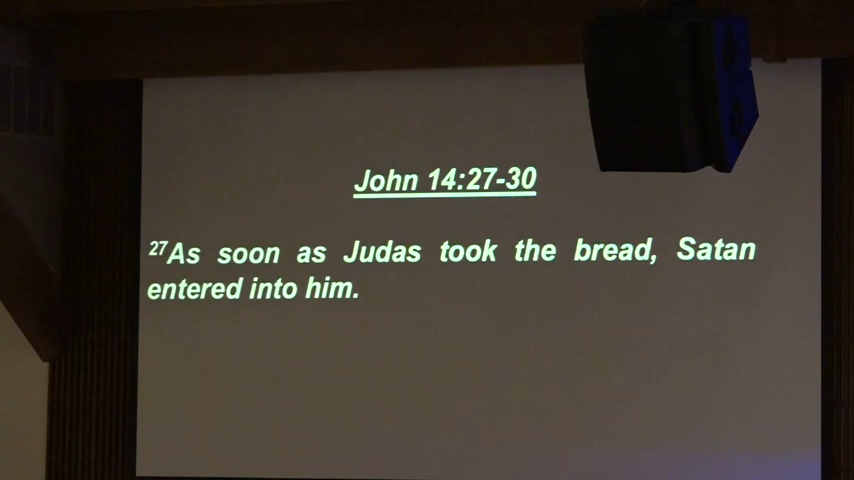 John 14:27-30
27As soon as Judas took the bread, Satan
entered into him.